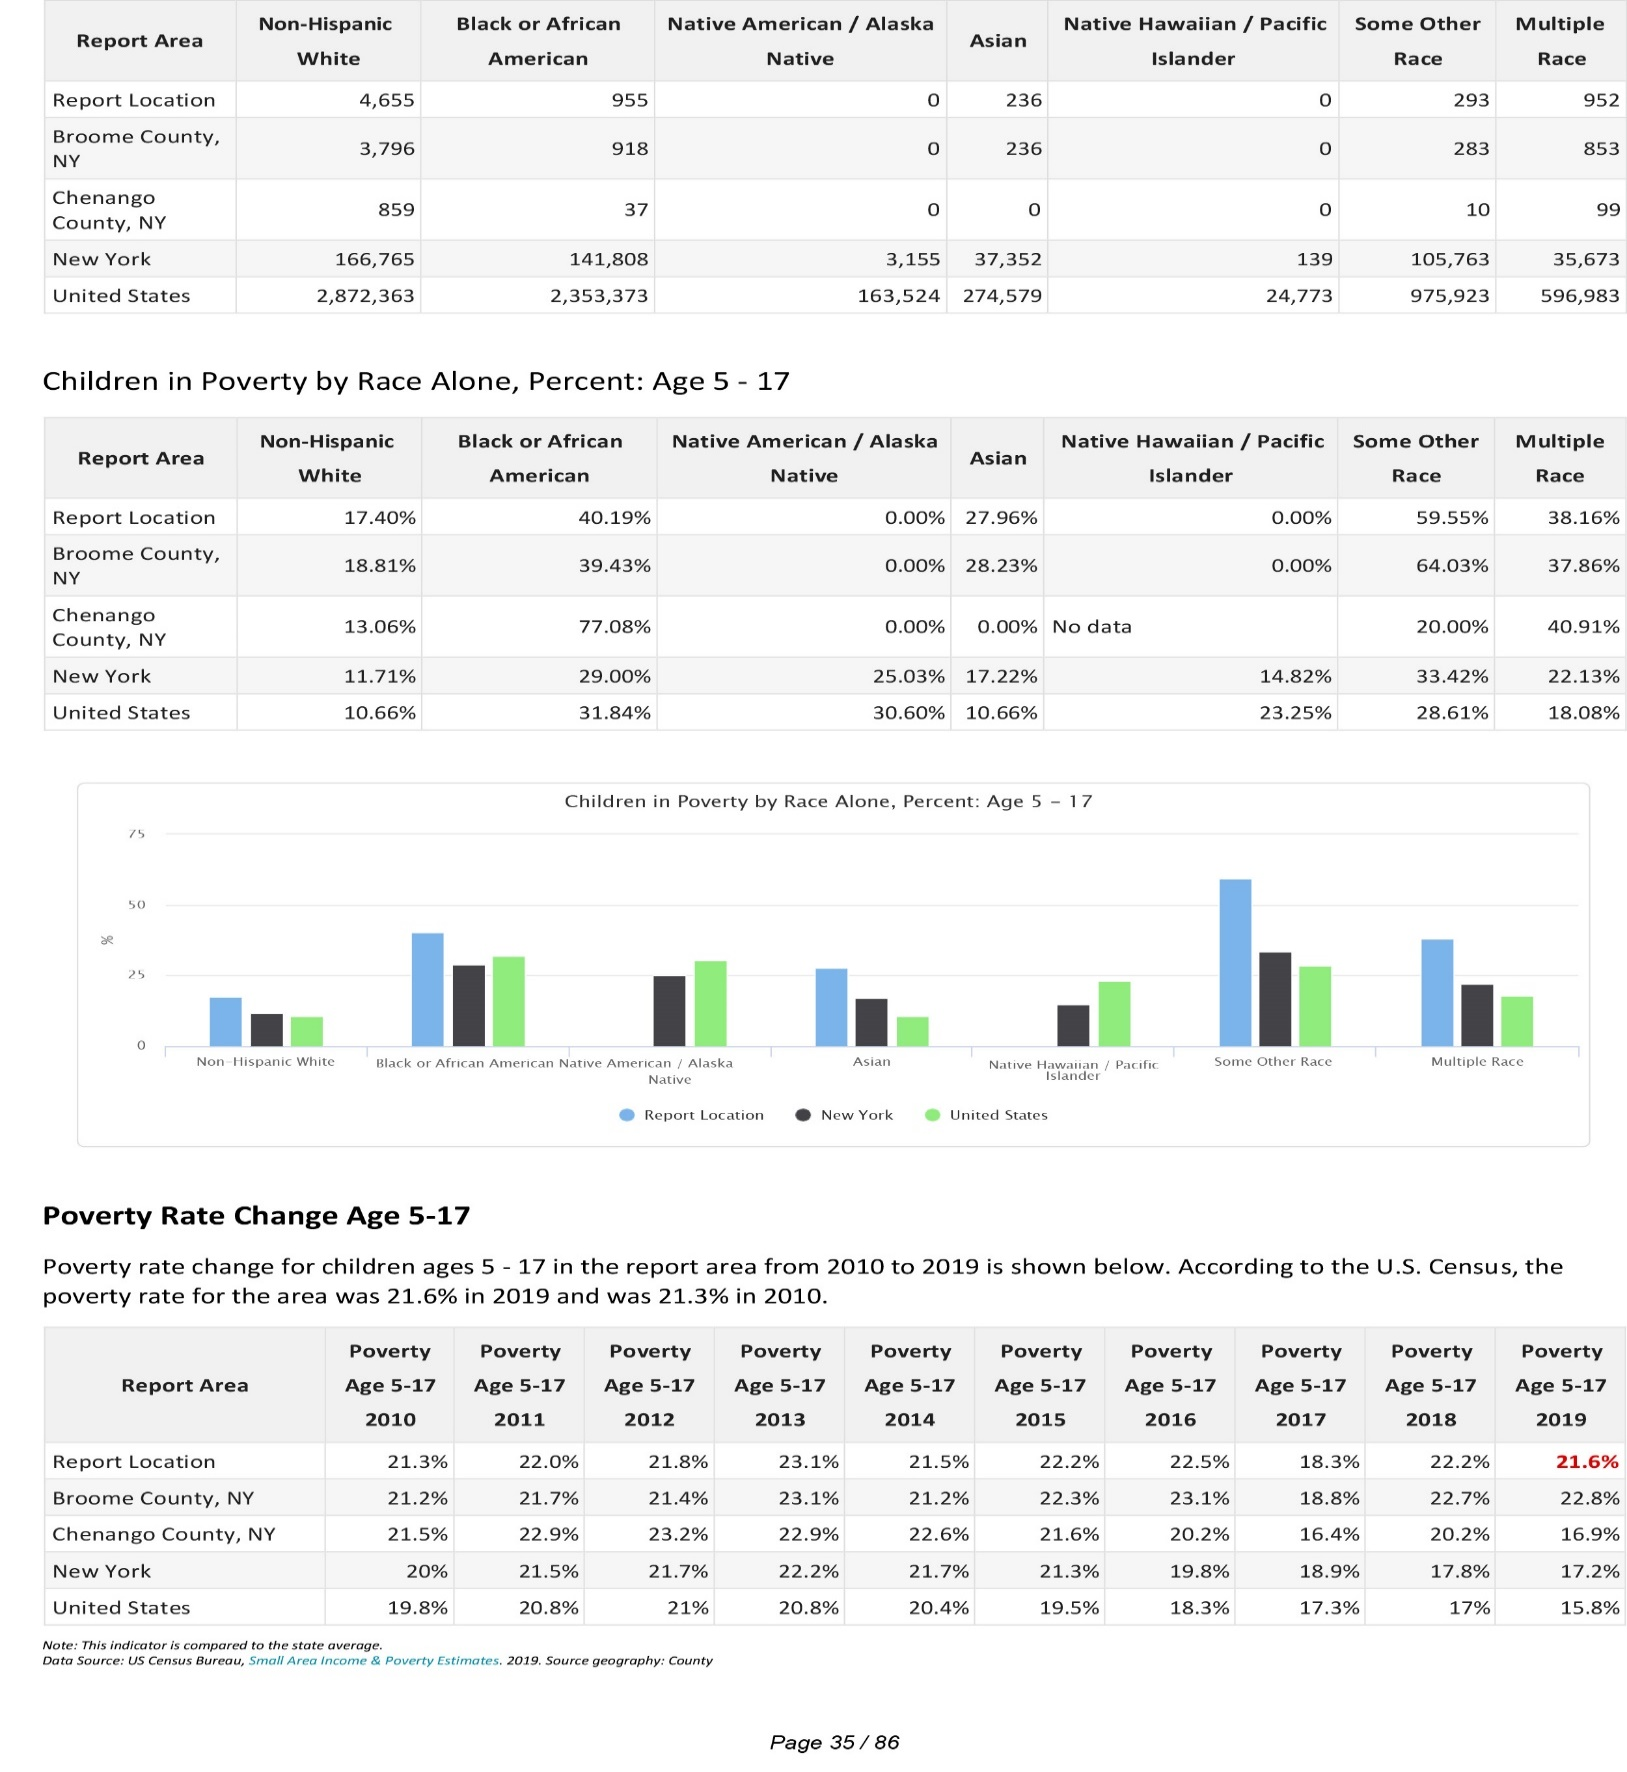 Report Area Non-Hispanic White Black or African American Native American / Alaska Native Asian Native Hawaiian / Pacific Islander Some Other Race Multiple Race
Report Location 4,655 955 0 236 0 293 952
Broome County, NY 3,796 918 0 236 0 283 853
Chenango County, NY 859 37 0 0 0 10 99
New York 166,765 141,808 3,155 37,352 139 105,763 35,673
United States 2,872,363 2,353,373 163,524 274,579 24,773 975,923 596,983
Children in Poverty by Race Alone, Percent: Age 5 - 17
Report Area Non-Hispanic White Black or African American Native American / Alaska Native Asian Native Hawaiian / Pacific Islander Some Other Race Multiple Race
Report Location 17.40% 40.19% 0.00% 27.96% 0.00% 59.55% 38.16%
Broome County, NY 18.81% 39.43% 0.00% 28.23% 0.00% 64.03% 37.86%
Chenango County, NY 13.06% 77.08% 0.00% 0.00% No data 20.00% 40.91%
New York 11.71% 29.00% 25.03% 17.22% 14.82% 33.42% 22.13%
United States 10.66% 31.84% 30.60% 10.66% 23.25% 28.61% 18.08%
Children in Poverty by Race Alone, Percent: Age 5 – 17
75
50
%
25
0
Non-Hispanic White Black or African American Native American / Alaska Native Asian Native Hawaiian / Pacific Islander Some Other Race Multiple Race
Report Location New York United States
Poverty Rate Change Age 5-17
Poverty rate change for children ages 5 - 17 in the report area from 2010 to 2019 is shown below. According to the U.S. Census, the
poverty rate for the area was 21.6% in 2019 and was 21.3% in 2010.
Report Area Poverty Age 5-17 2010 Poverty Age 5-17 2011 Poverty Age 5-17 2012 Poverty Age 5-17 2013 Poverty Age 5-17 2014 Poverty Age 5-17 2015 Poverty Age 5-17 2016 Poverty Age 5-17 2017 Poverty Age 5-17 2018 Poverty Age 5-17 2019
Report Location 21.3% 22.0% 21.8% 23.1% 21.5% 22.2% 22.5% 18.3% 22.2% 21.6%
Broome County, NY 21.2% 21.7% 21.4% 23.1% 21.2% 22.3% 23.1% 18.8% 22.7% 22.8%
Chenango County, NY 21.5% 22.9% 23.2% 22.9% 22.6% 21.6% 20.2% 16.4% 20.2% 16.9%
New York 20% 21.5% 21.7% 22.2% 21.7% 21.3% 19.8% 18.9% 17.8% 17.2%
United States 19.8% 20.8% 21% 20.8% 20.4% 19.5% 18.3% 17.3% 17% 15.8%
Note: This indicator is compared to the state average.
Data Source: US Census Bureau, Small Area Income & Poverty Estimates. 2019. Source geography: County
Page 35 / 86